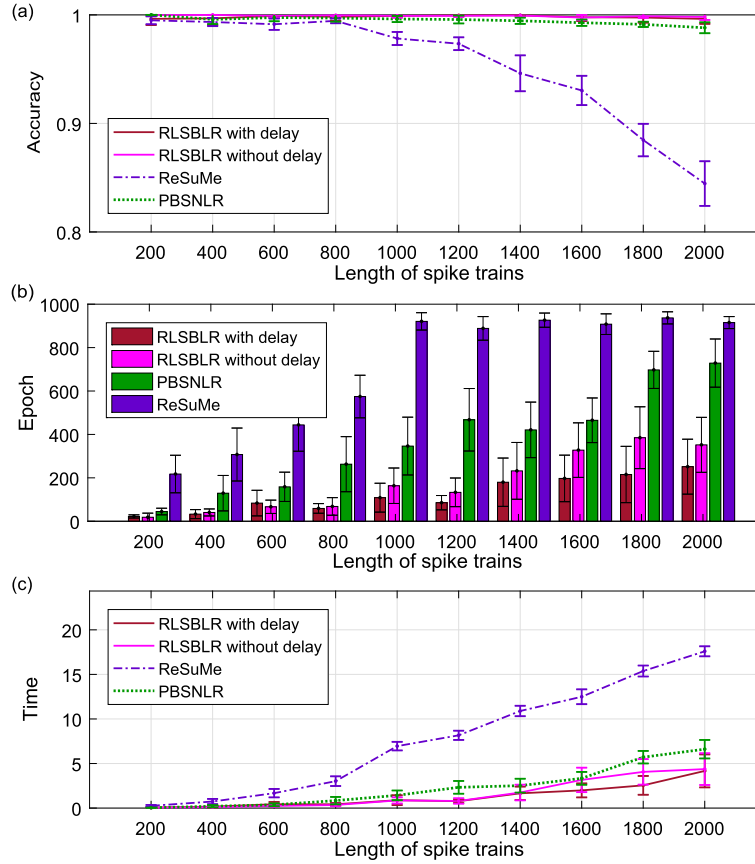 (a)
1
0.9
0.8
Accuracy
RLSBLR with delay
RLSBLR without delay
ReSuMe
PBSNLR
200 400 600 800 1000 1200 1400 1600 1800 2000
Length of spike trains
(b)
1000
800
600
400
200
0
Epoch
RLSBLR with delay
RLSBLR without delay
PBSNLR
ReSuMe
200 400 600 800 1000 1200 1400 1600 1800 2000
Length of spike trains
(c)
20
15
10
5
0
Time
RLSBLR with delay
RLSBLR without delay
ReSuMe
PBSNLR
200 400 600 800 1000 1200 1400 1600 1800 2000
Length of spike trains